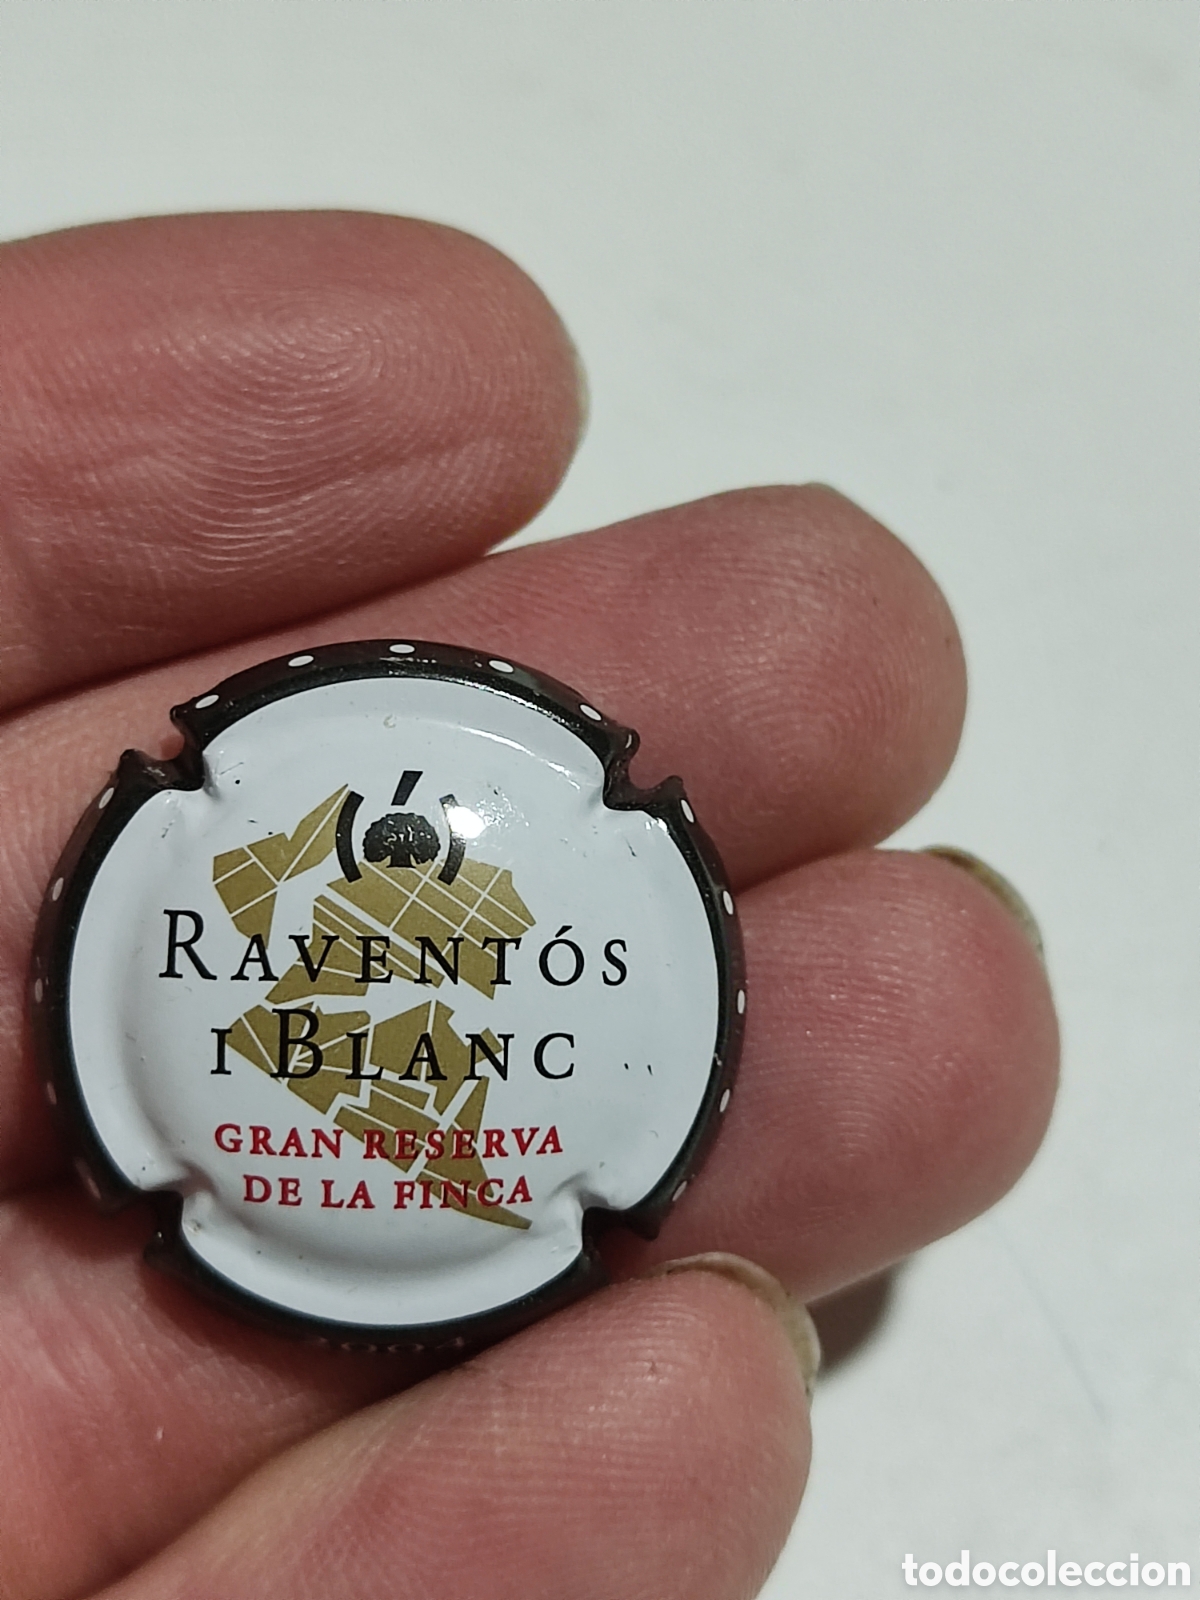 RAVENTÓS
I BLANC
GRAN RESERVA
DE LA FINCA
todocoleccion